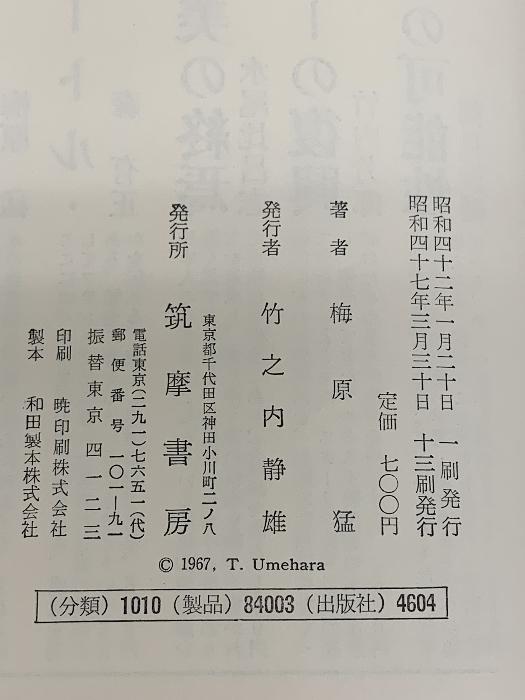 昭和四十二年一月二十日 一刷発行
昭和四十七年三月三十日 十三刷発行
定価 七〇〇円
著者 梅原猛
発行者 竹之内静雄
発行所 筑摩書房
東京都千代田区神田小川町二ノ八
電話東京(二九一)七六五一(代)
郵便番号 一〇一―九一
振替東京 四一二三
印刷 暁印刷株式会社
製本 和田製本株式会社
© 1967, T. Umehara
(分類) 1010 (製品) 84003 (出版社) 4604